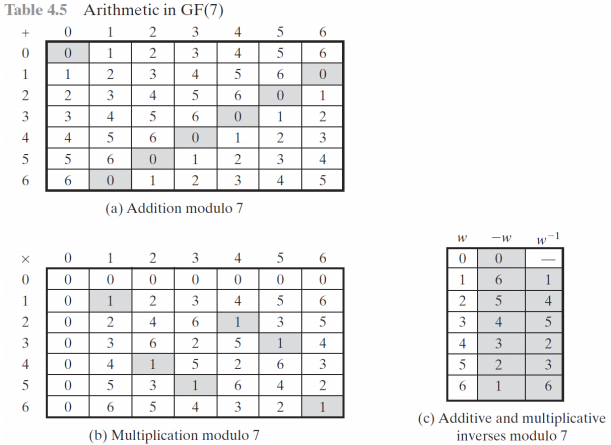 Table 4.5 Arithmetic in GF(7)
+ 0 1 2 3 4 5 6
0 0 1 2 3 4 5 6
1 1 2 3 4 5 6 0
2 2 3 4 5 6 0 1
3 3 4 5 6 0 1 2
4 4 5 6 0 1 2 3
5 5 6 0 1 2 3 4
6 6 0 1 2 3 4 5
(a) Addition modulo 7
× 0 1 2 3 4 5 6
0 0 0 0 0 0 0 0
1 0 1 2 3 4 5 6
2 0 2 4 6 1 3 5
3 0 3 6 2 5 1 4
4 0 4 1 5 2 6 3
5 0 5 3 1 6 4 2
6 0 6 5 4 3 2 1
(b) Multiplication modulo 7
w −w w⁻¹
0 0 —
1 6 1
2 5 4
3 4 5
4 3 2
5 2 3
6 1 6
(c) Additive and multiplicative
inverses modulo 7